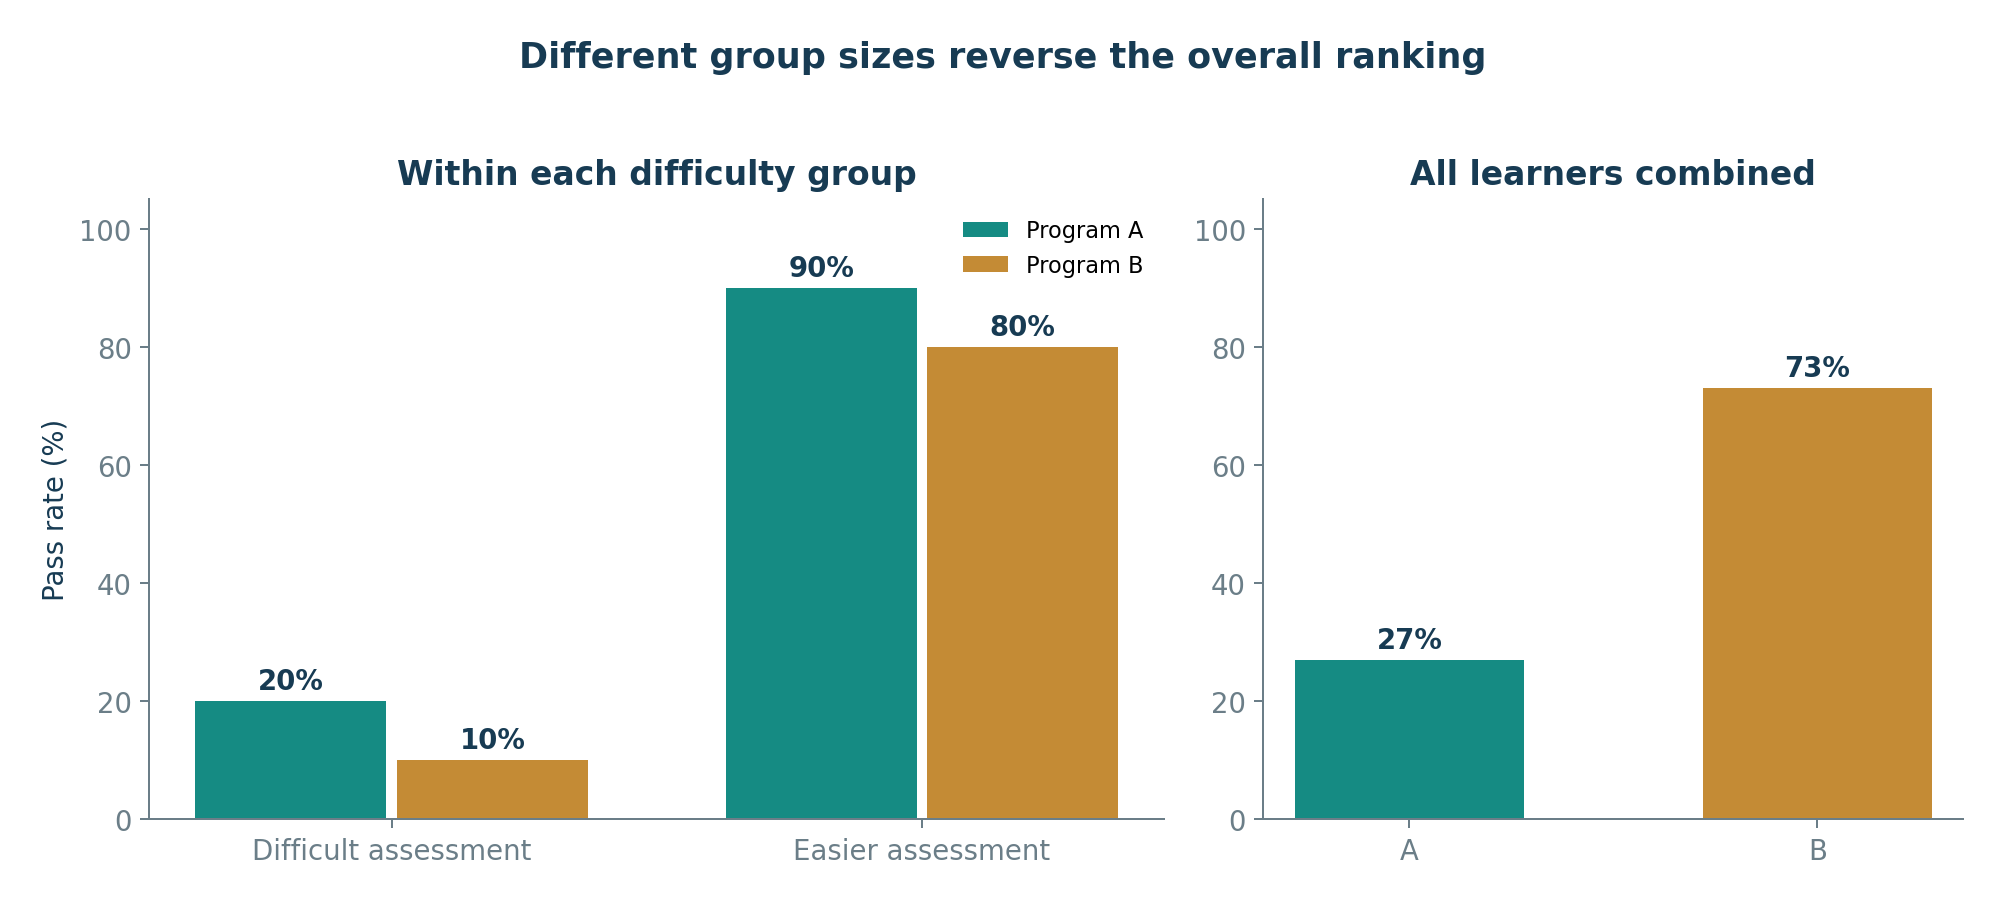 Different group sizes reverse the overall ranking
Within each difficulty group
Pass rate (%)
100
80
60
40
20
0
Program A
Program B
20%
10%
90%
80%
Difficult assessment
Easier assessment
All learners combined
100
80
60
40
20
0
27%
73%
A
B